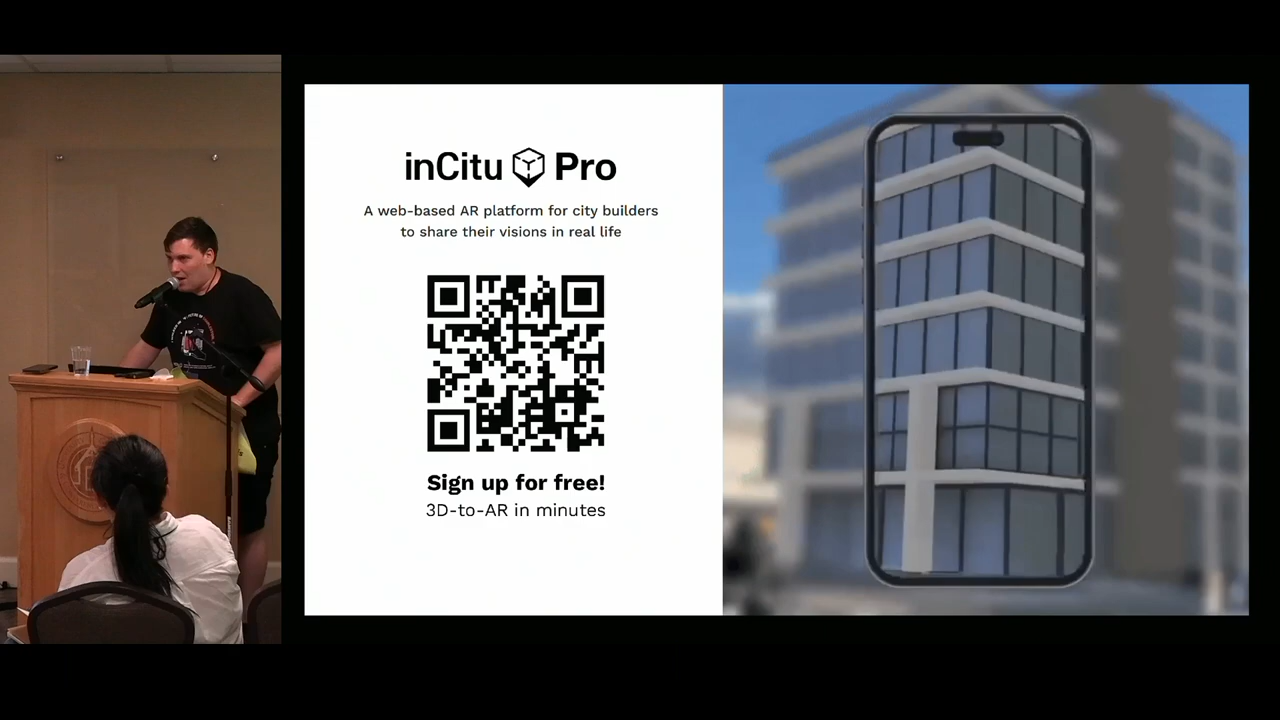 inCitu Pro
A web-based AR platform for city builders
to share their visions in real life
Sign up for free!
3D-to-AR in minutes